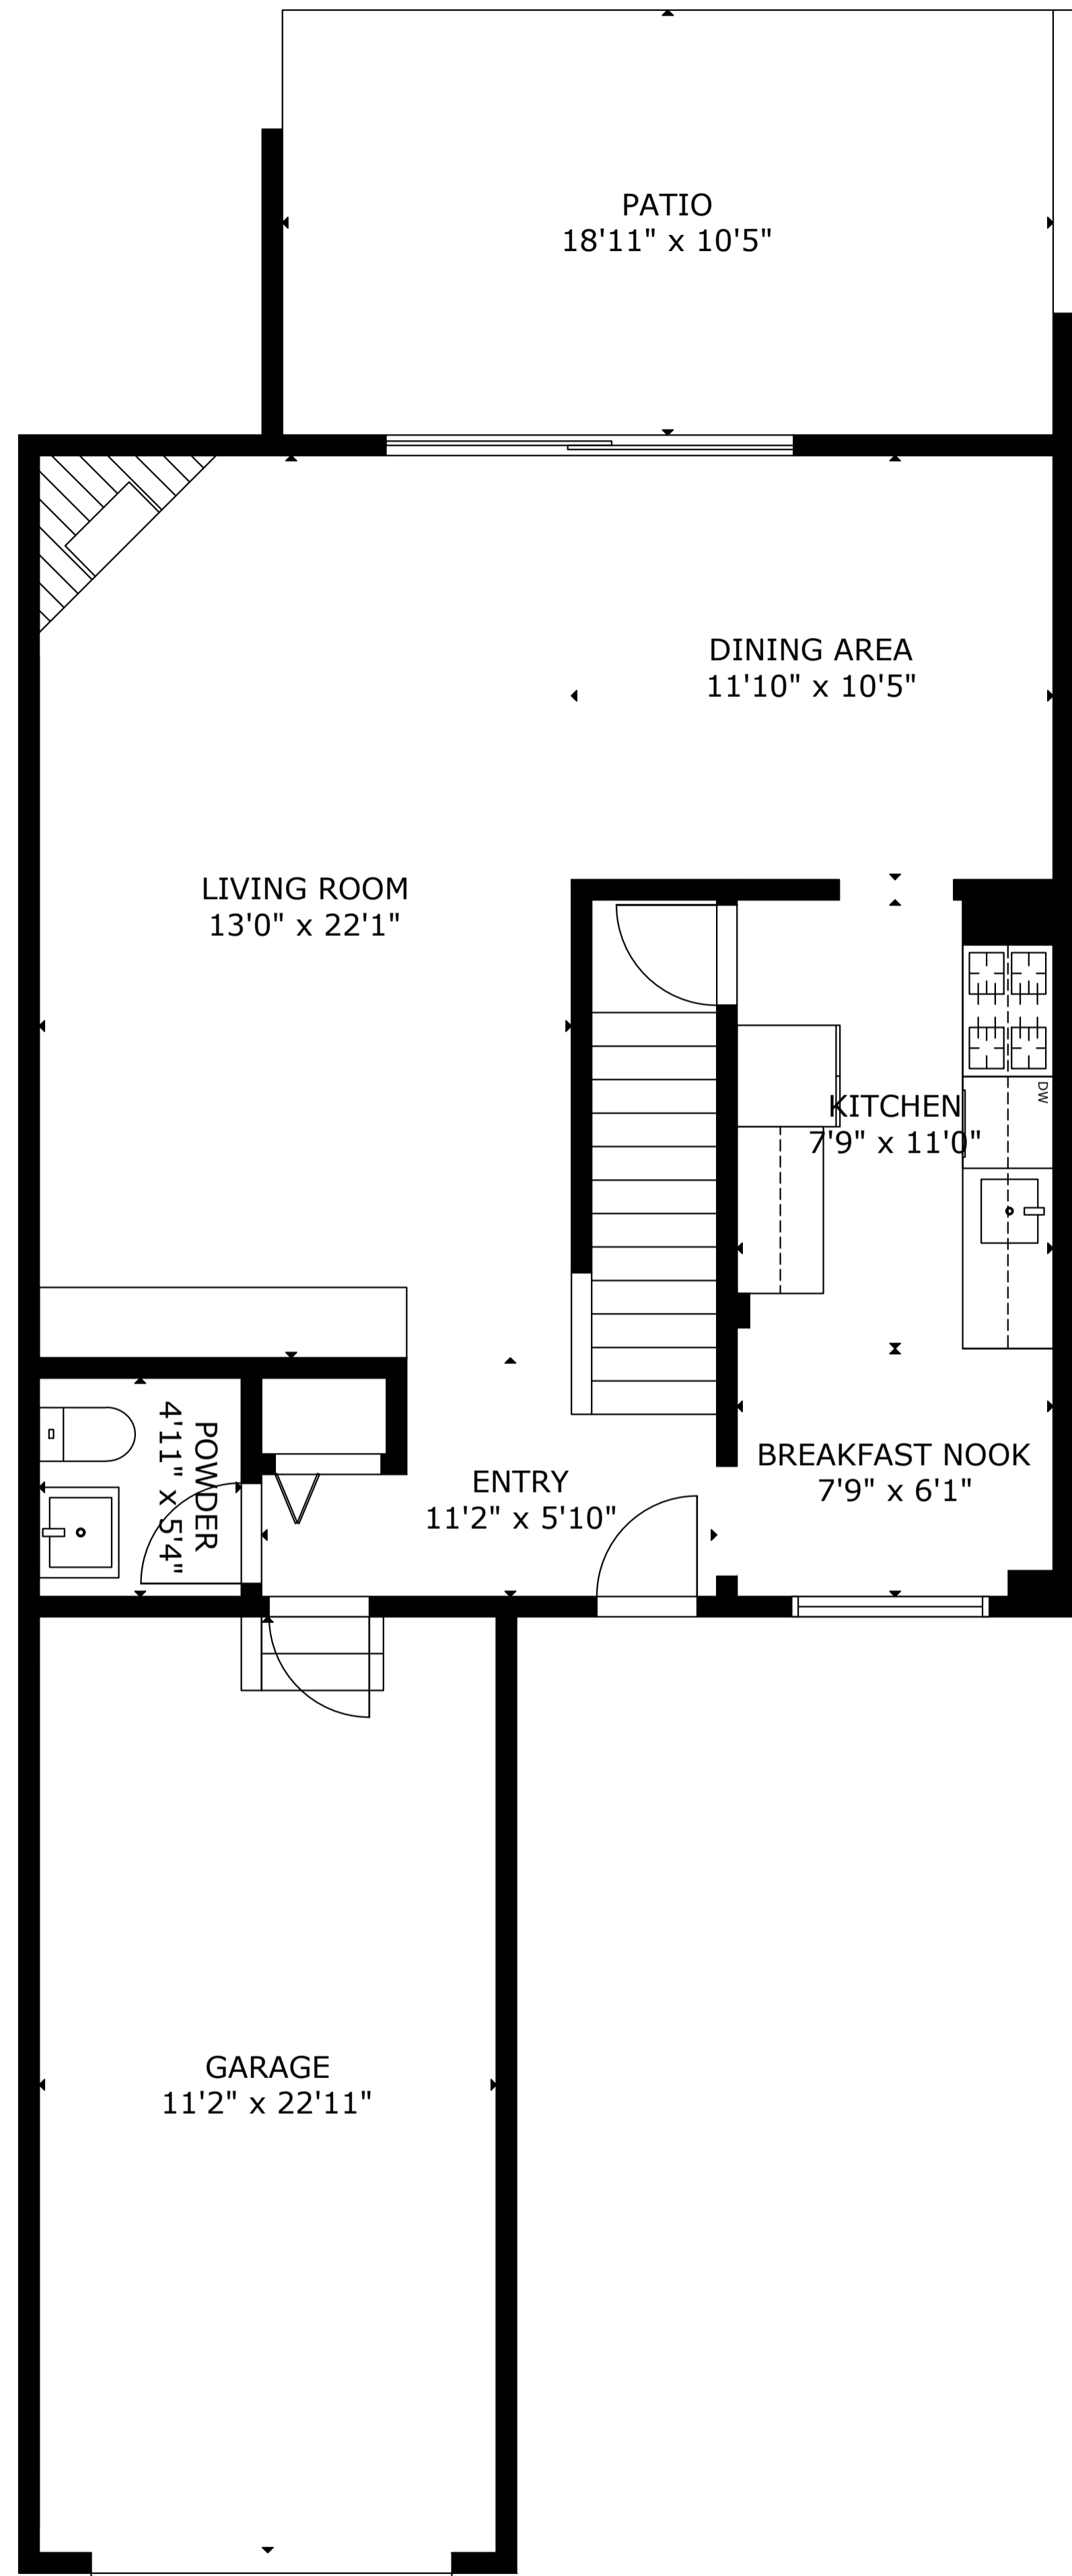 PATIO
18'11" x 10'5"
DINING AREA
11'10" x 10'5"
LIVING ROOM
13'0" x 22'1"
DW
KITCHEN
7'9" x 11'0"
POWDER
4'11" x 5'4"
ENTRY
11'2" x 5'10"
BREAKFAST NOOK
7'9" x 6'1"
GARAGE
11'2" x 22'11"